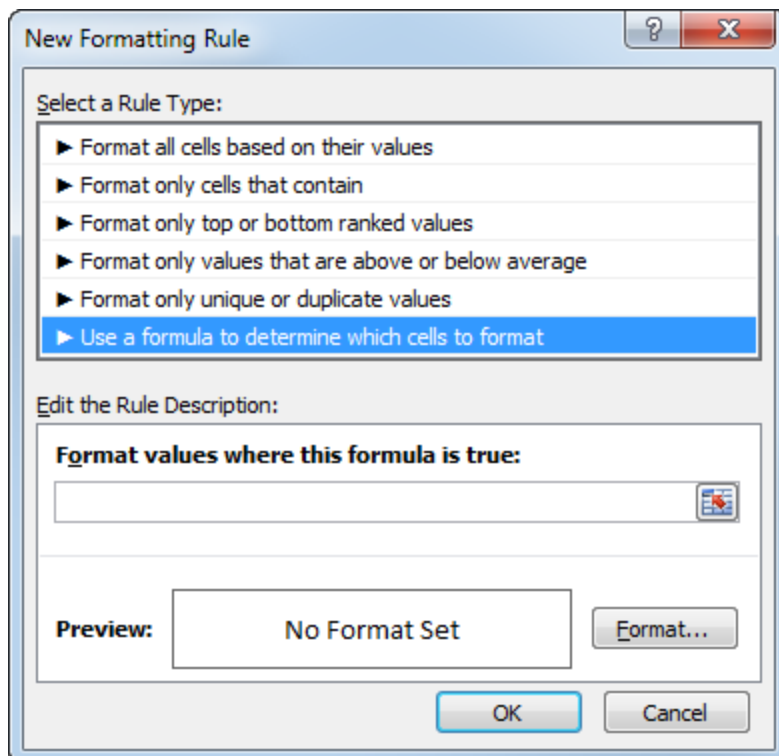 New Formatting Rule
Select a Rule Type:
► Format all cells based on their values
► Format only cells that contain
► Format only top or bottom ranked values
► Format only values that are above or below average
► Format only unique or duplicate values
► Use a formula to determine which cells to format
Edit the Rule Description:
Format values where this formula is true:
Preview:
No Format Set
Format...
OK
Cancel